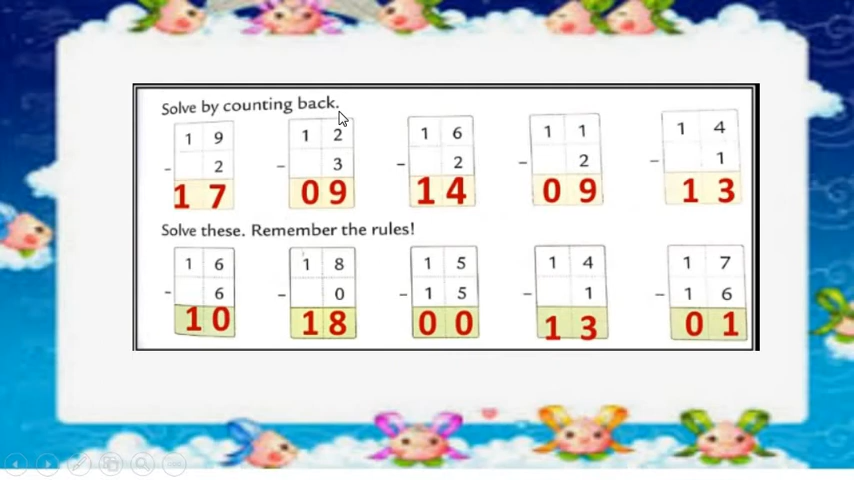 Solve by counting back.
1 9 1 2 1 6 1 1 1 4
- 2 - 3 - 2 - 2 - 1
1 7 0 9 1 4 0 9 1 3
Solve these. Remember the rules!
1 6 1 8 1 5 1 4 1 7
- 6 - 0 - 1 5 - 1 - 1 6
1 0 1 8 0 0 1 3 0 1